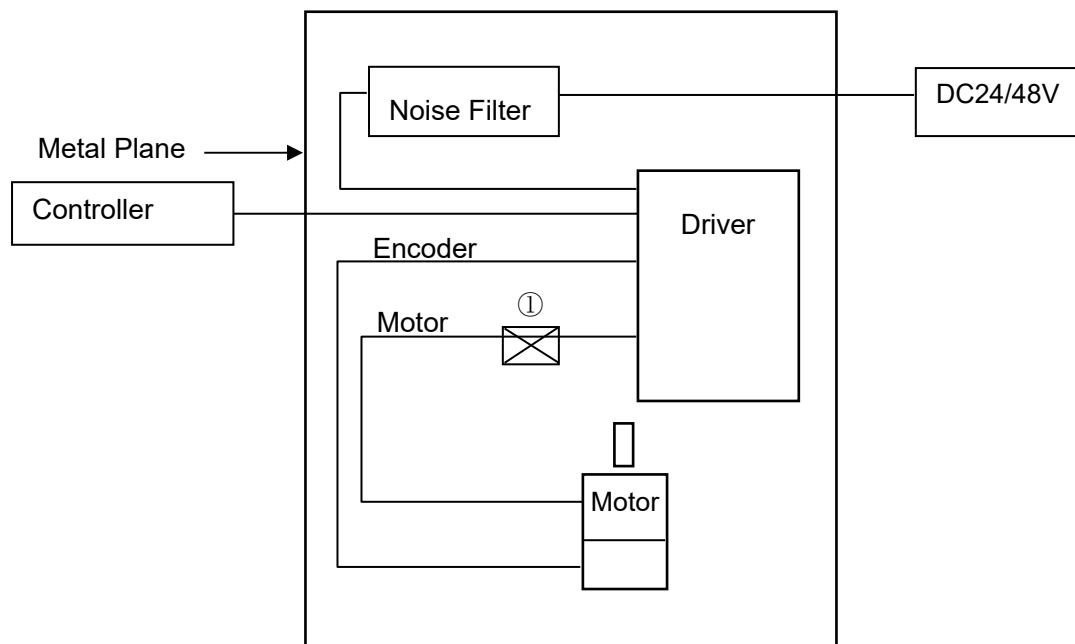 DC24/48V
Noise Filter
Metal Plane
Controller
Driver
Encoder
①
Motor
Motor